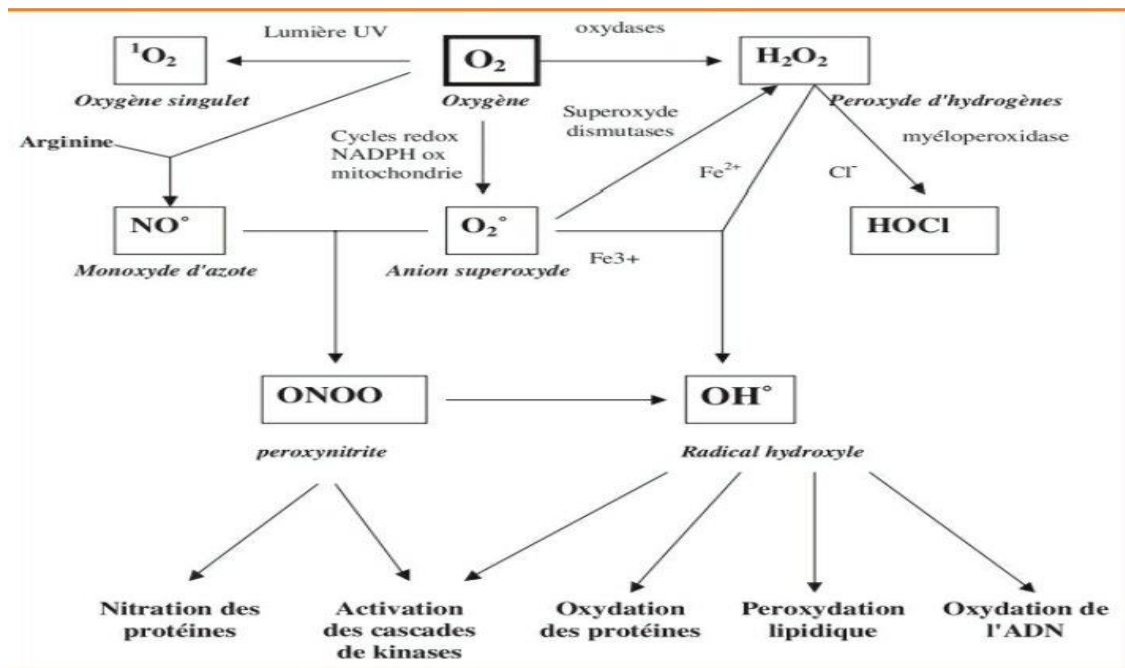 Lumière UV
oxydases
¹O₂
O₂
H₂O₂
Oxygène singulet
Oxygène
Peroxyde d'hydrogènes
Superoxyde
dismutases
Arginine
Cycles redox
NADPH ox
mitochondrie
myéloperoxidase
Fe²⁺
Cl⁻
NO°
O₂°
HOCl
Monoxyde d'azote
Anion superoxyde
Fe3+
ONOO
OH°
peroxynitrite
Radical hydroxyle
Nitration des
protéines
Activation
des cascades
de kinases
Oxydation
des protéines
Peroxydation
lipidique
Oxydation de
l'ADN